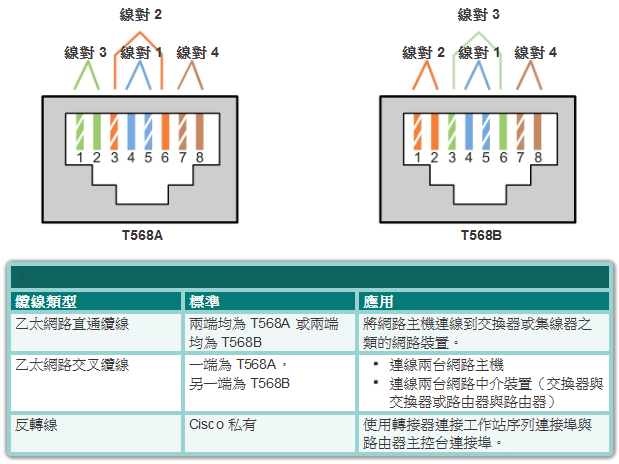 線對 2
線對 3
線對 3 線對 1 線對 4
線對 2 線對 1 線對 4
1 2 3 4 5 6 7 8
1 2 3 4 5 6 7 8
T568A
T568B
纜線類型 標準 應用
乙太網路直通纜線
兩端均為 T568A 或兩端
均為 T568B
將網路主機連線到交換器或集線器之
類的網路裝置。
乙太網路交叉纜線
一端為 T568A，
另一端為 T568B
• 連線兩台網路主機
• 連線兩台網路中介裝置（交換器與
交換器或路由器與路由器）
反轉線
Cisco 私有
使用轉接器連接工作站序列連接埠與
路由器主控台連接埠。